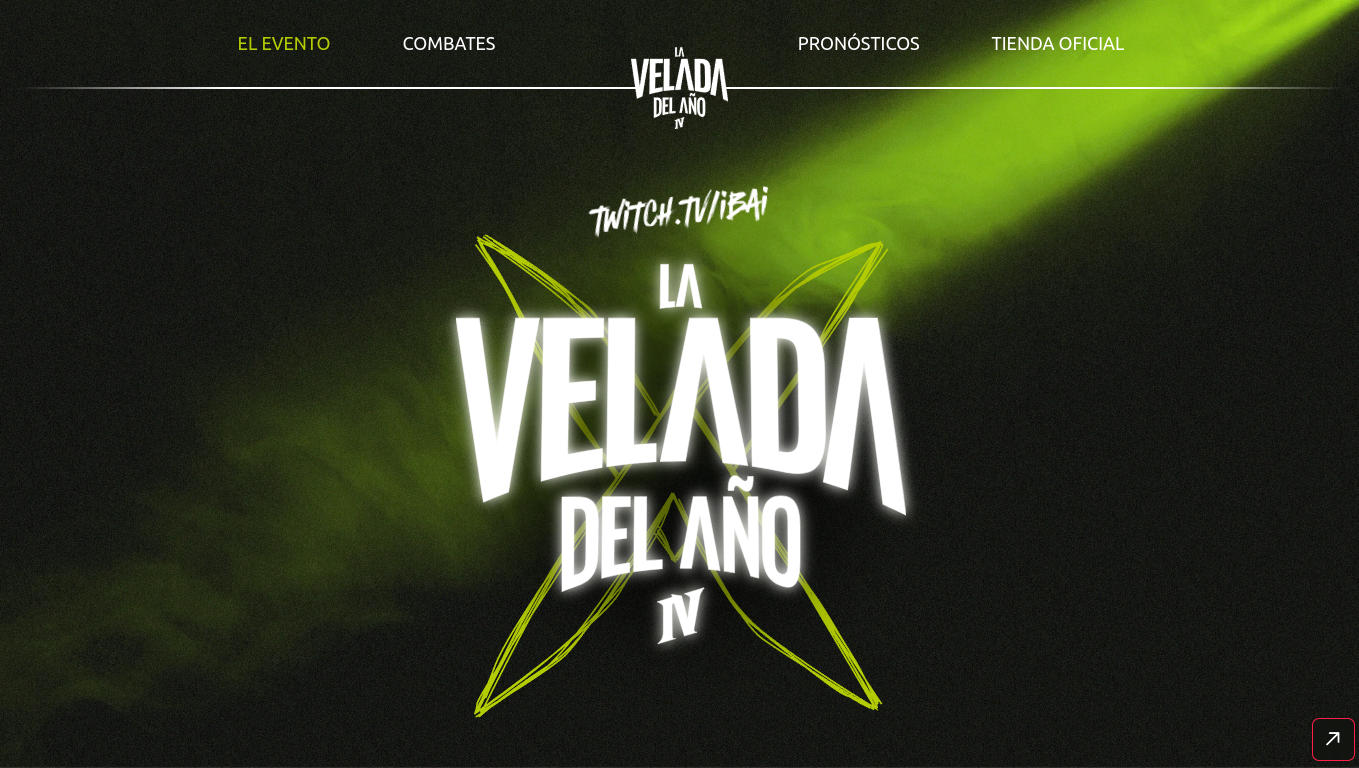 EL EVENTO
COMBATES
LA
VELADA
DEL AÑO
IV
PRONÓSTICOS
TIENDA OFICIAL
TWiTCH.TV/iBAi
LA
VELADA
DEL AÑO
IV